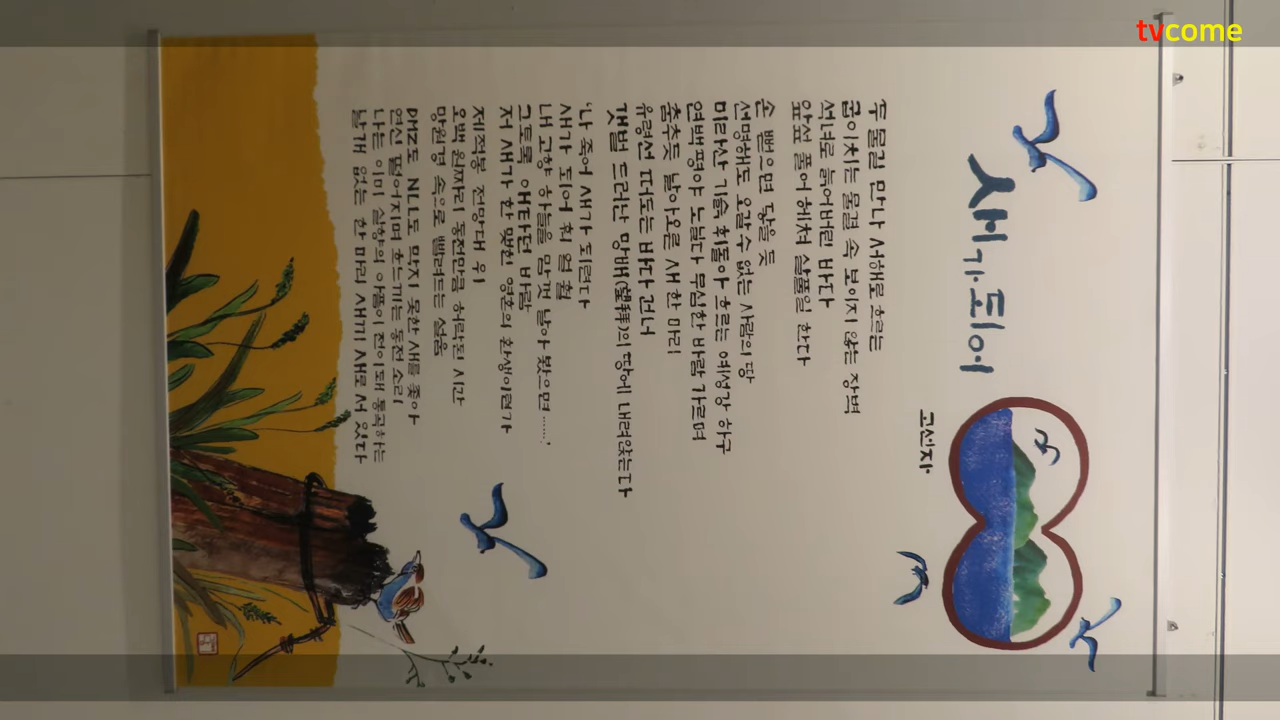 tvcome
새가 되어
고선자
두 물길 만나 서해로 흐르는
굽이치는 물결 속 보이지 않는 장벽
석녀로 늙어버린 바다
앞섶 풀어 헤쳐 살풀일 한다
손 뻗으면 닿을 듯
선명해도 오갈 수 없는 사람의 땅
미라산 기슭 휘돌아 흐르는 예성강 하구
연백평야 노닐다 무심한 바람 가르며
춤추듯 날아오른 새 한 마리
유령선 떠도는 바다 건너
갯벌 드러난 망배(望拜)의 땅에 내려앉는다
'나 죽어 새가 되련다
새가 되어 훠얼 훨
내 고향 하늘을 맘껏 날아 봤으면……'
그토록 애타던 바람
저 새가 한 맺힌 영혼의 환생이련가
제적봉 전망대 위
오백 원짜리 동전만큼 허락된 시간
망원경 속으로 빨려드는 설움
DMZ도 NLL도 막지 못한 새를 좇아
연신 떨어지며 흐느끼는 동전 소리
나는 이미 실향의 아픔이 전이돼 통곡하는
날개 없는 한 마리 새끼 새로 서 있다